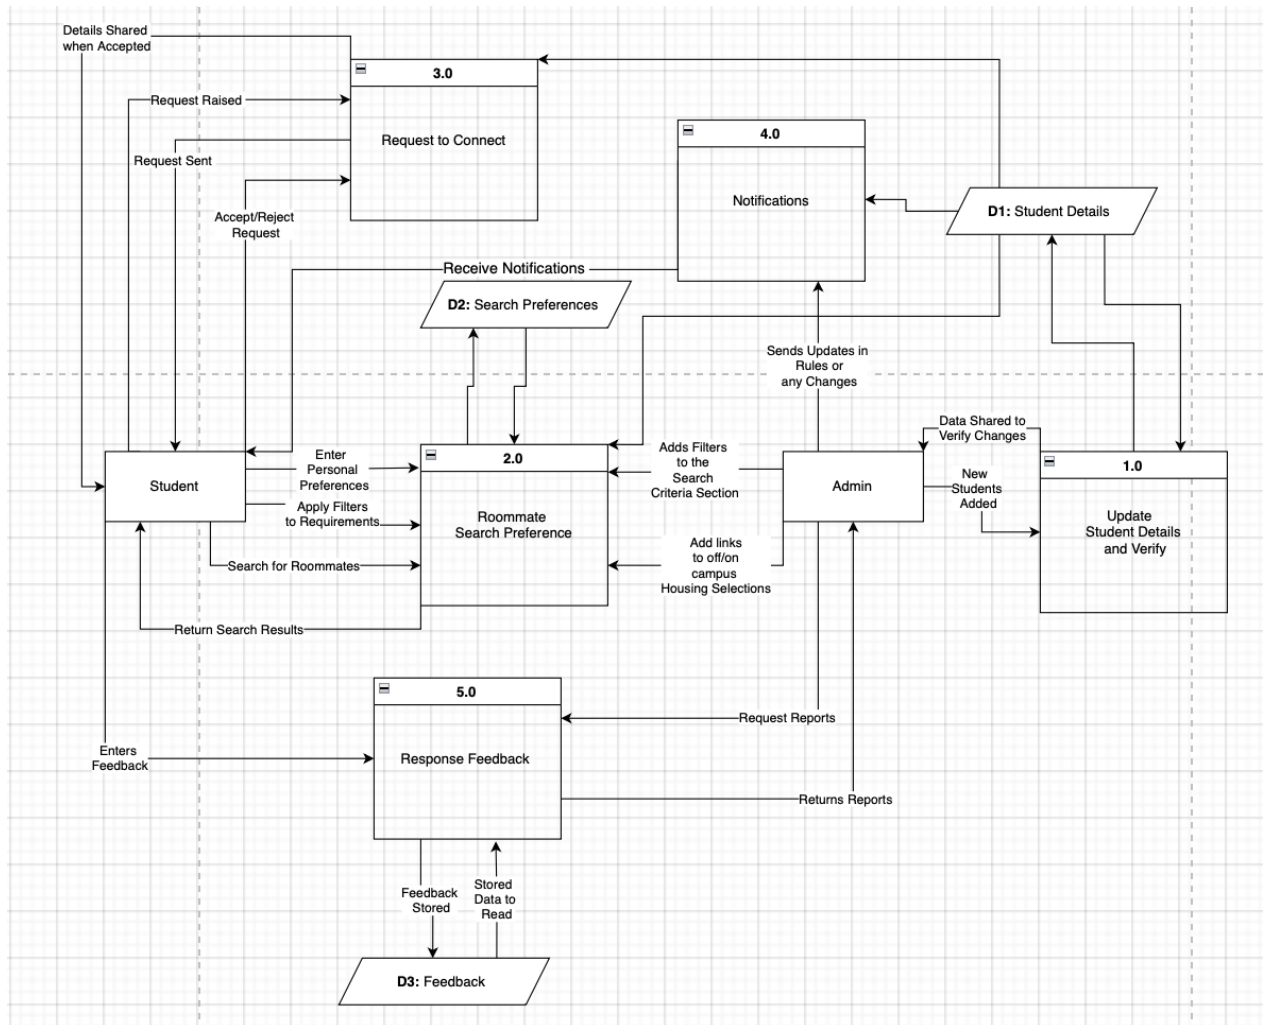 Details Shared
when Accepted
3.0
Request Raised
Request to Connect
Request Sent
Accept/Reject
Request
4.0
Notifications
D1: Student Details
Receive Notifications
D2: Search Preferences
Sends Updates in
Rules or
any Changes
Student
Enter
Personal
Preferences
Apply Filters
to Requirements
Search for Roommates
Return Search Results
2.0
Roommate
Search Preference
Adds Filters
to the
Search
Criteria Section
Add links
to off/on
campus
Housing Selections
Admin
Data Shared to
Verify Changes
New
Students
Added
1.0
Update
Student Details
and Verify
5.0
Response Feedback
Request Reports
Enters
Feedback
Returns Reports
Feedback
Stored
Stored
Data to
Read
D3: Feedback